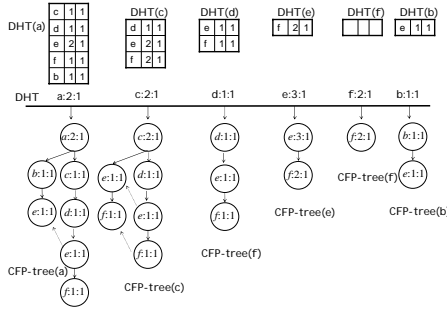 DHT(a)
c 1 1
d 1 1
e 2 1
f 1 1
b 1 1
DHT(c)
d 1 1
e 2 1
f 2 1
DHT(d)
e 1 1
f 1 1
DHT(e)
f 2 1
DHT(f)
DHT(b)
e 1 1
DHT a:2:1 c:2:1 d:1:1 e:3:1 f:2:1 b:1:1
a:2:1 c:2:1 d:1:1 e:3:1 f:2:1 b:1:1
b:1:1 c:1:1 e:1:1 d:1:1 e:1:1 f:2:1 CFP-tree(f) e:1:1
e:1:1 d:1:1 f:1:1 e:1:1 f:1:1 CFP-tree(e) CFP-tree(b)
e:1:1 f:1:1 CFP-tree(f)
CFP-tree(a) CFP-tree(c)
f:1:1